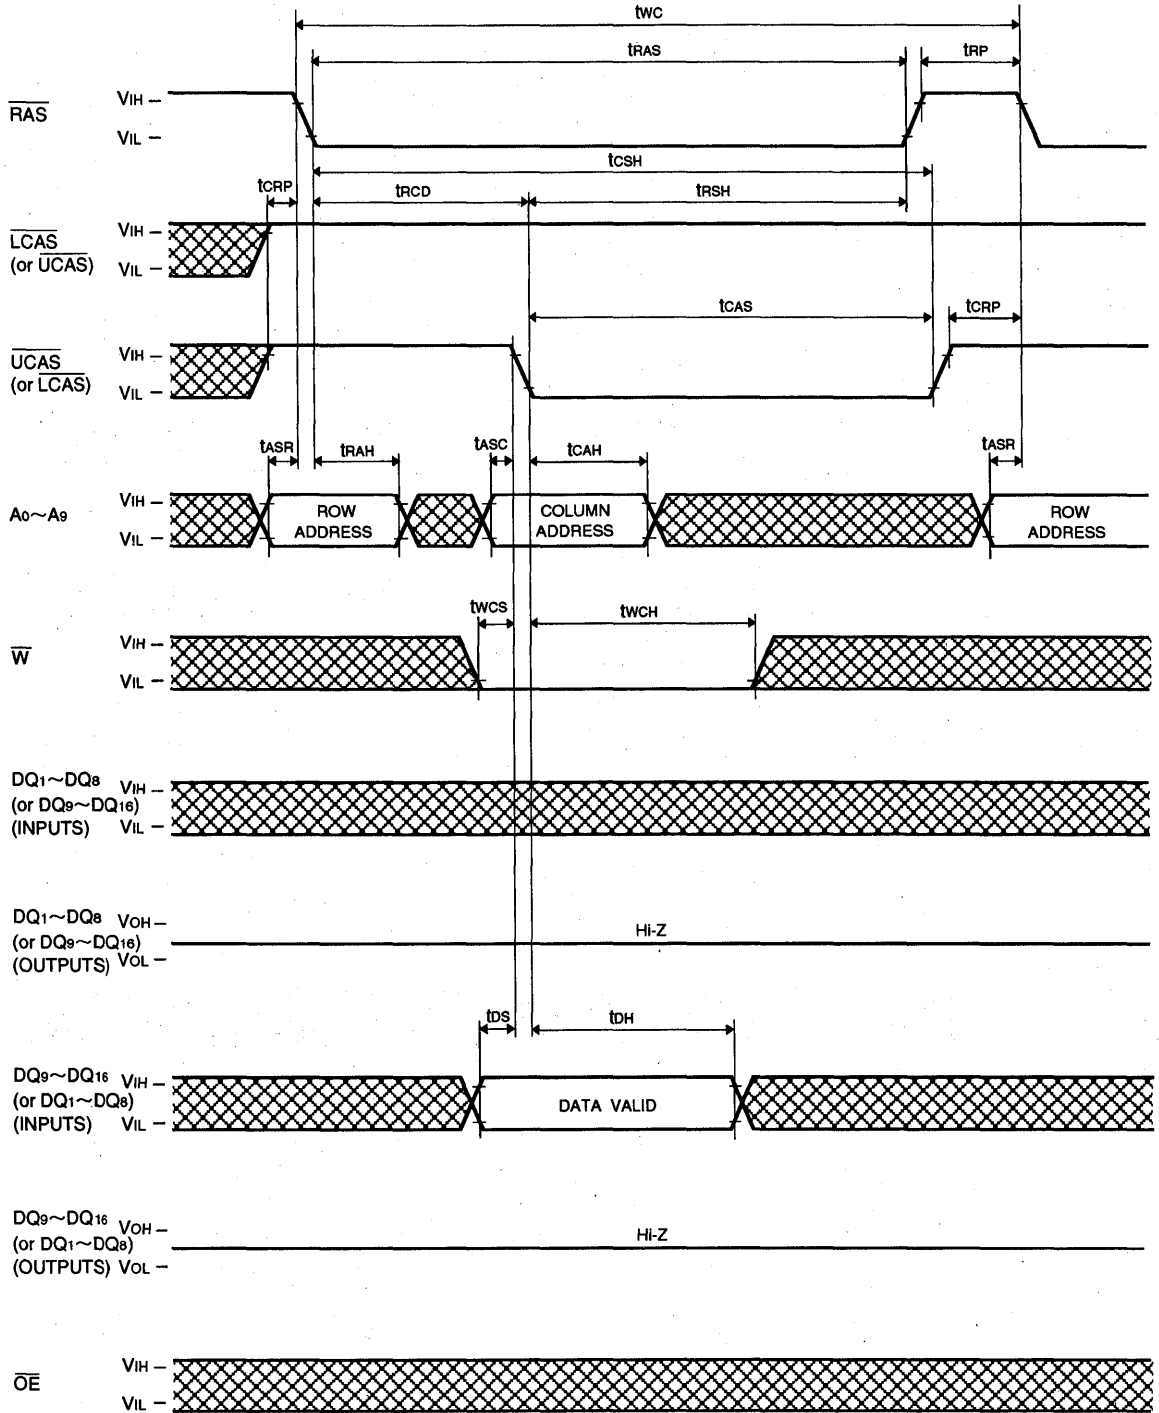 tWC
tRAS
tRP
RAS
VIH
VIL
tCSH
tCRP
tRCD
tRSH
LCAS
(or UCAS)
VIH
VIL
tCAS
tCRP
UCAS
(or LCAS)
VIH
VIL
tASR
tRAH
tASC
tCAH
tASR
A0~A9
VIH
VIL
ROW
ADDRESS
COLUMN
ADDRESS
ROW
ADDRESS
tWCS
tWCH
W
VIH
VIL
DQ1~DQ8
(or DQ9~DQ16)
(INPUTS)
VIH
VIL
DQ1~DQ8
(or DQ9~DQ16)
(OUTPUTS)
VOH
VOL
Hi-Z
tDS
tDH
DQ9~DQ16
(or DQ1~DQ8)
(INPUTS)
VIH
VIL
DATA VALID
DQ9~DQ16
(or DQ1~DQ8)
(OUTPUTS)
VOH
VOL
Hi-Z
OE
VIH
VIL